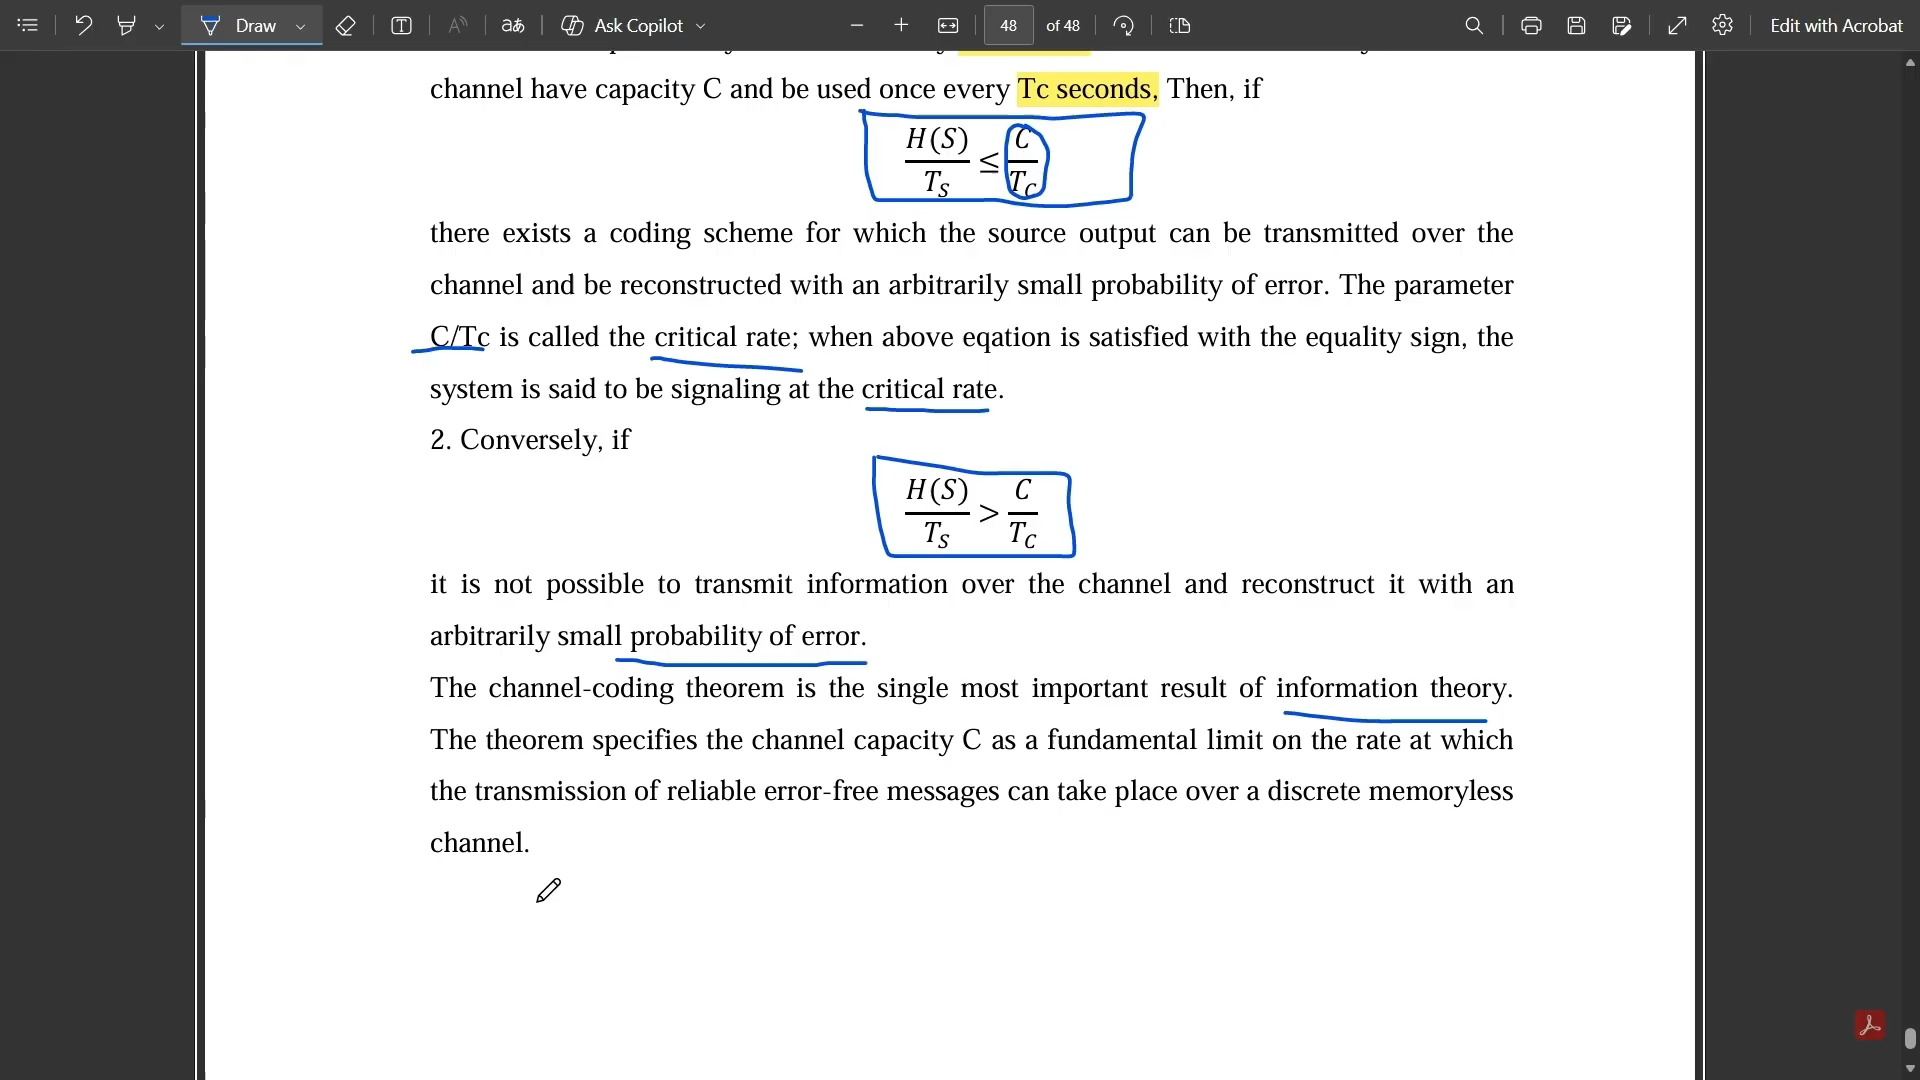 Draw
Ask Copilot
48 of 48
Edit with Acrobat
channel have capacity C and be used once every Tc seconds, Then, if
H(S)/T_S ≤ C/T_C
there exists a coding scheme for which the source output can be transmitted over the
channel and be reconstructed with an arbitrarily small probability of error. The parameter
C/Tc is called the critical rate; when above eqation is satisfied with the equality sign, the
system is said to be signaling at the critical rate.
2. Conversely, if
H(S)/T_S > C/T_C
it is not possible to transmit information over the channel and reconstruct it with an
arbitrarily small probability of error.
The channel-coding theorem is the single most important result of information theory.
The theorem specifies the channel capacity C as a fundamental limit on the rate at which
the transmission of reliable error-free messages can take place over a discrete memoryless
channel.